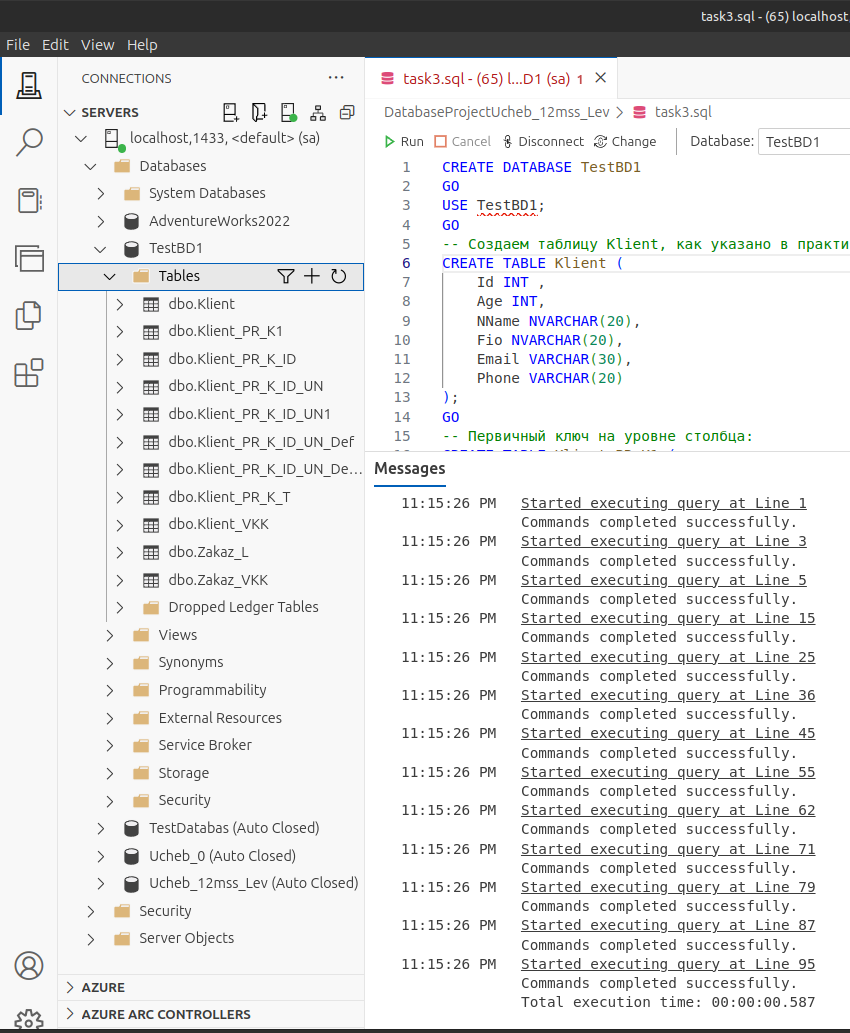 task3.sql - (65) localhost
File Edit View Help
CONNECTIONS
SERVERS
localhost,1433, <default> (sa)
Databases
System Databases
AdventureWorks2022
TestBD1
Tables
dbo.Klient
dbo.Klient_PR_K1
dbo.Klient_PR_K_ID
dbo.Klient_PR_K_ID_UN
dbo.Klient_PR_K_ID_UN1
dbo.Klient_PR_K_ID_UN_Def
dbo.Klient_PR_K_ID_UN_De...
dbo.Klient_PR_K_T
dbo.Klient_VKK
dbo.Zakaz_L
dbo.Zakaz_VKK
Dropped Ledger Tables
Views
Synonyms
Programmability
External Resources
Service Broker
Storage
Security
TestDatabas (Auto Closed)
Ucheb_0 (Auto Closed)
Ucheb_12mss_Lev (Auto Closed)
Security
Server Objects
AZURE
AZURE ARC CONTROLLERS
task3.sql - (65) l...D1 (sa) 1
DatabaseProjectUcheb_12mss_Lev > task3.sql
Run Cancel Disconnect Change Database: TestBD1
1 CREATE DATABASE TestBD1
2 GO
3 USE TestBD1;
4 GO
5 -- Создаем таблицу Klient, как указано в практи
6 CREATE TABLE Klient (
7 Id INT ,
8 Age INT,
9 NName NVARCHAR(20),
10 Fio NVARCHAR(20),
11 Email VARCHAR(30),
12 Phone VARCHAR(20)
13 );
14 GO
15 -- Первичный ключ на уровне столбца:
Messages
11:15:26 PM Started executing query at Line 1
Commands completed successfully.
11:15:26 PM Started executing query at Line 3
Commands completed successfully.
11:15:26 PM Started executing query at Line 5
Commands completed successfully.
11:15:26 PM Started executing query at Line 15
Commands completed successfully.
11:15:26 PM Started executing query at Line 25
Commands completed successfully.
11:15:26 PM Started executing query at Line 36
Commands completed successfully.
11:15:26 PM Started executing query at Line 45
Commands completed successfully.
11:15:26 PM Started executing query at Line 55
Commands completed successfully.
11:15:26 PM Started executing query at Line 62
Commands completed successfully.
11:15:26 PM Started executing query at Line 71
Commands completed successfully.
11:15:26 PM Started executing query at Line 79
Commands completed successfully.
11:15:26 PM Started executing query at Line 87
Commands completed successfully.
11:15:26 PM Started executing query at Line 95
Commands completed successfully.
Total execution time: 00:00:00.587